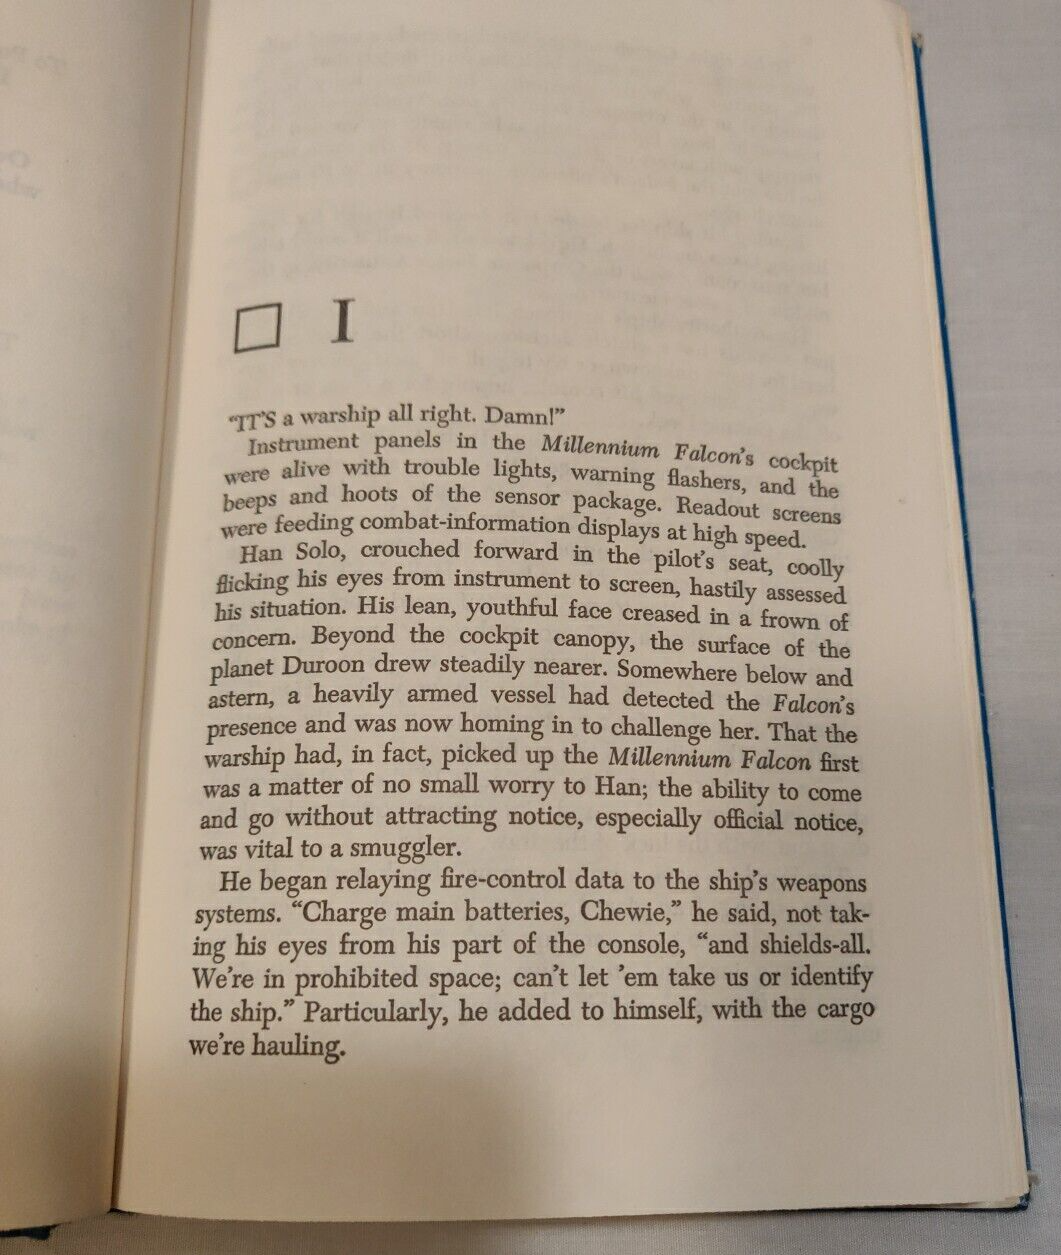 □ I
“IT’S a warship all right. Damn!”
Instrument panels in the Millennium Falcon’s cockpit
were alive with trouble lights, warning flashers, and the
beeps and hoots of the sensor package. Readout screens
were feeding combat-information displays at high speed.
Han Solo, crouched forward in the pilot’s seat, coolly
flicking his eyes from instrument to screen, hastily assessed
his situation. His lean, youthful face creased in a frown of
concern. Beyond the cockpit canopy, the surface of the
planet Duroon drew steadily nearer. Somewhere below and
astern, a heavily armed vessel had detected the Falcon’s
presence and was now homing in to challenge her. That the
warship had, in fact, picked up the Millennium Falcon first
was a matter of no small worry to Han; the ability to come
and go without attracting notice, especially official notice,
was vital to a smuggler.
He began relaying fire-control data to the ship’s weapons
systems. “Charge main batteries, Chewie,” he said, not tak-
ing his eyes from his part of the console, “and shields-all.
We’re in prohibited space; can’t let ’em take us or identify
the ship.” Particularly, he added to himself, with the cargo
we’re hauling.